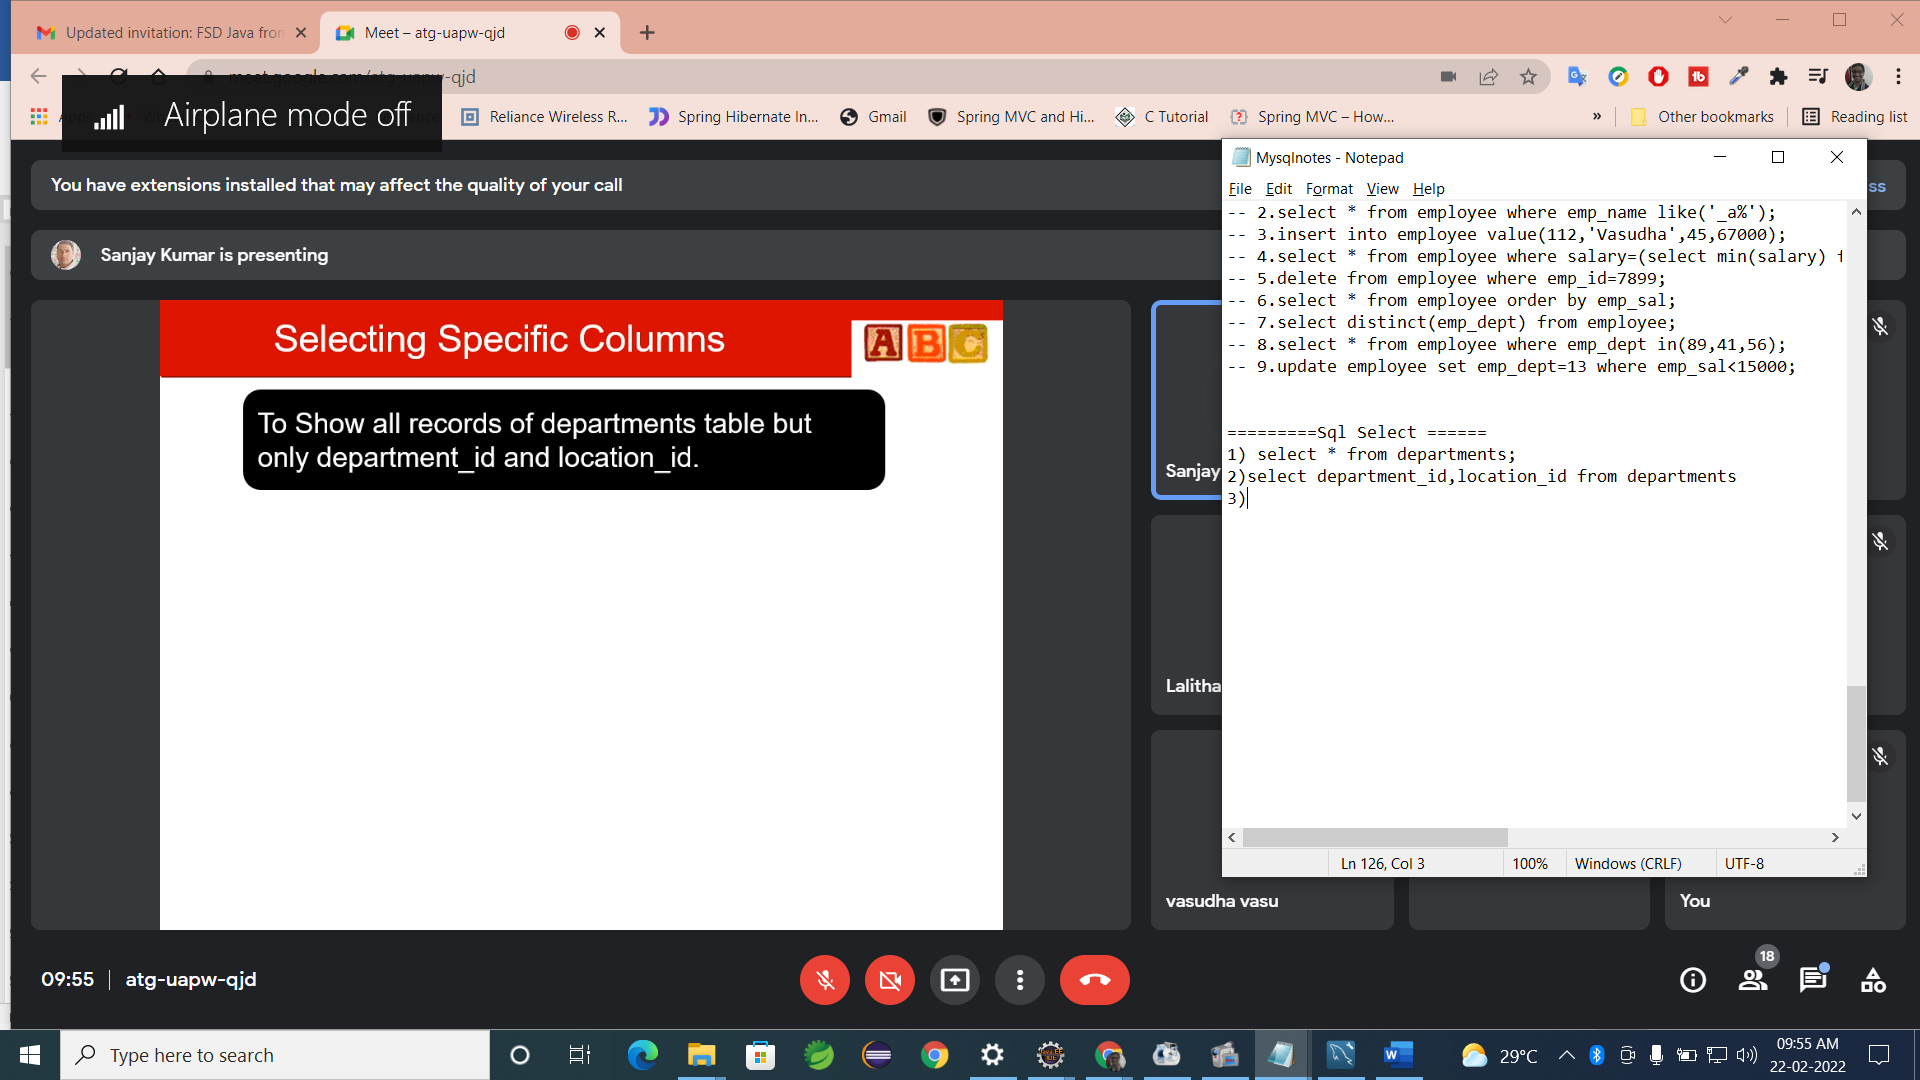 Updated invitation: FSD Java fron
Meet – atg-uapw-qjd
Airplane mode off
Reliance Wireless R...
Spring Hibernate In...
Gmail
Spring MVC and Hi...
C Tutorial
Spring MVC – How...
»
Other bookmarks
Reading list
You have extensions installed that may affect the quality of your call
ss
Sanjay Kumar is presenting
Selecting Specific Columns
A B C
To Show all records of departments table but
only department_id and location_id.
Sanjay
Lalitha
vasudha vasu
You
Mysqlnotes - Notepad
File Edit Format View Help
-- 2.select * from employee where emp_name like('_a%');
-- 3.insert into employee value(112,'Vasudha',45,67000);
-- 4.select * from employee where salary=(select min(salary) f
-- 5.delete from employee where emp_id=7899;
-- 6.select * from employee order by emp_sal;
-- 7.select distinct(emp_dept) from employee;
-- 8.select * from employee where emp_dept in(89,41,56);
-- 9.update employee set emp_dept=13 where emp_sal<15000;
=========Sql Select ======
1) select * from departments;
2)select department_id,location_id from departments
3)
Ln 126, Col 3
100%
Windows (CRLF)
UTF-8
09:55 | atg-uapw-qjd
18
Type here to search
29°C
09:55 AM
22-02-2022